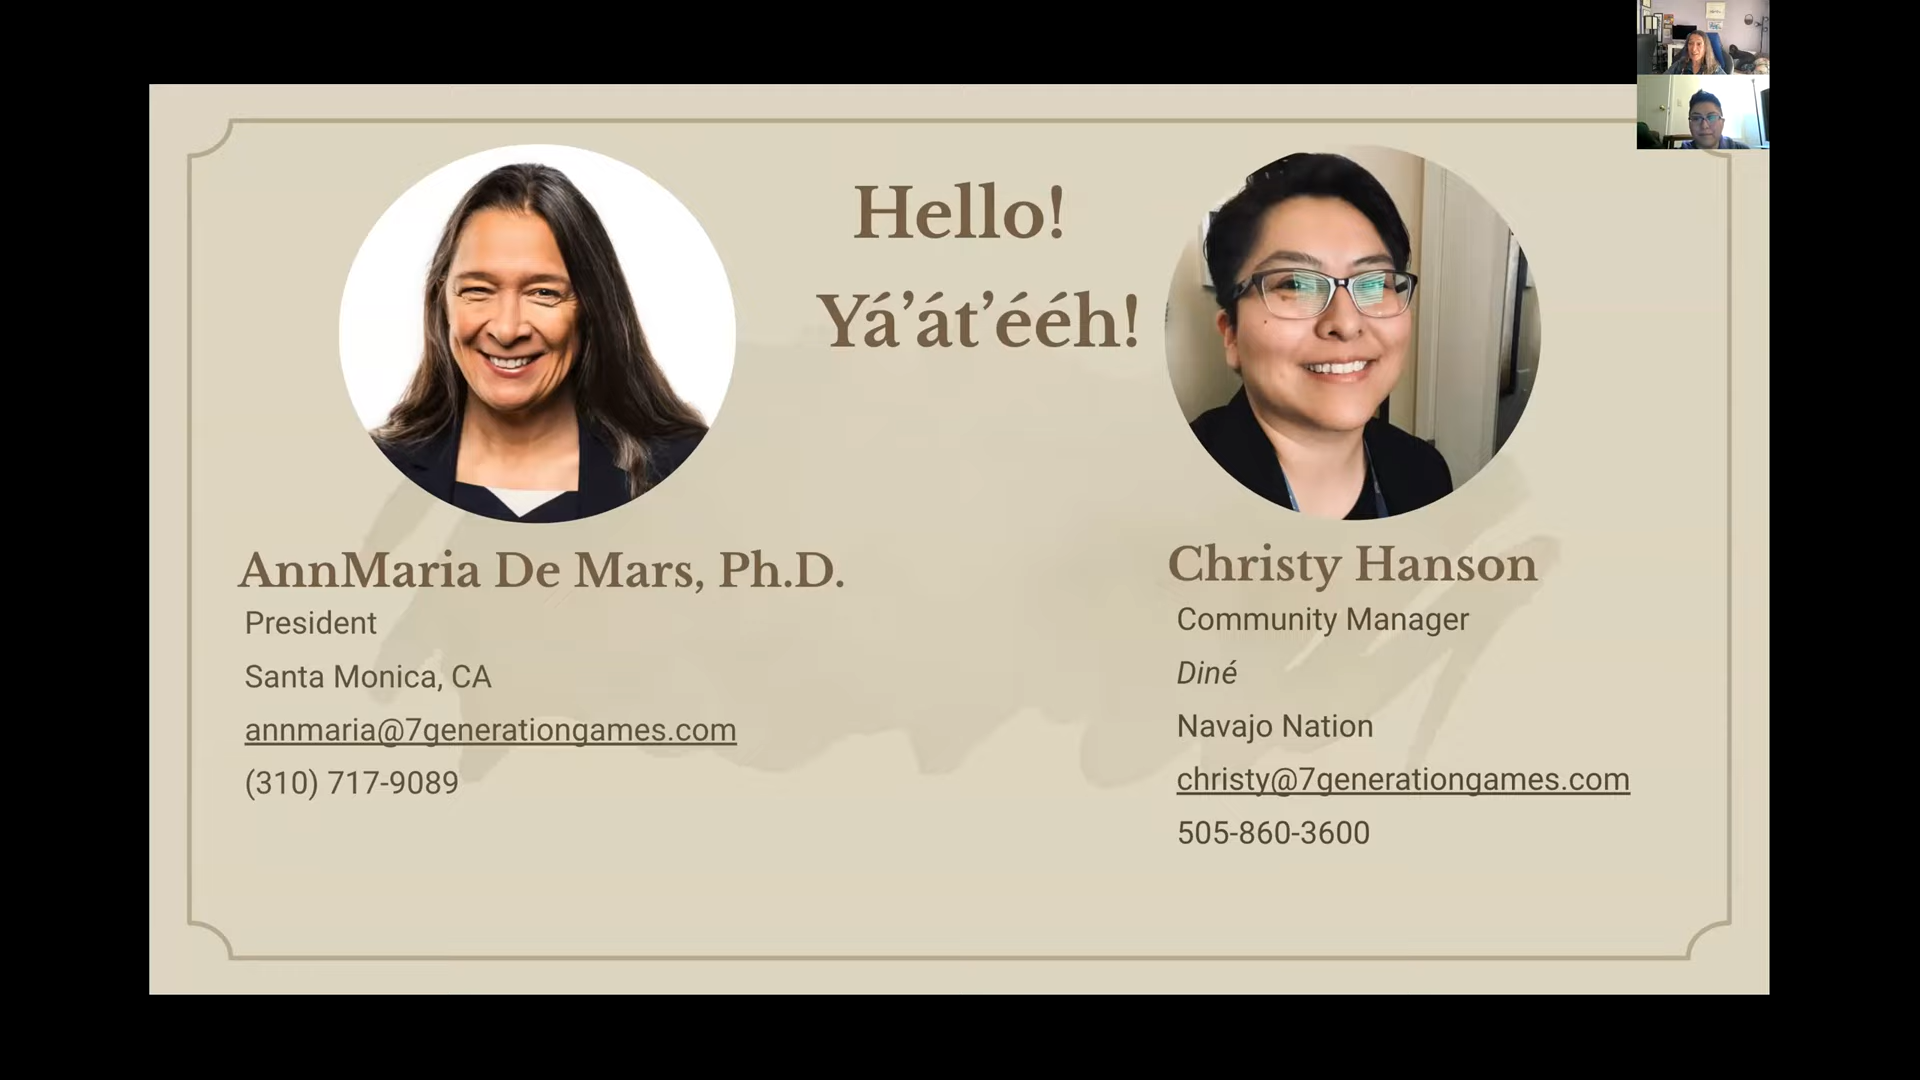 Hello!
Yá’át’ééh!
AnnMaria De Mars, Ph.D.
President
Santa Monica, CA
annmaria@7generationgames.com
(310) 717-9089
Christy Hanson
Community Manager
Diné
Navajo Nation
christy@7generationgames.com
505-860-3600